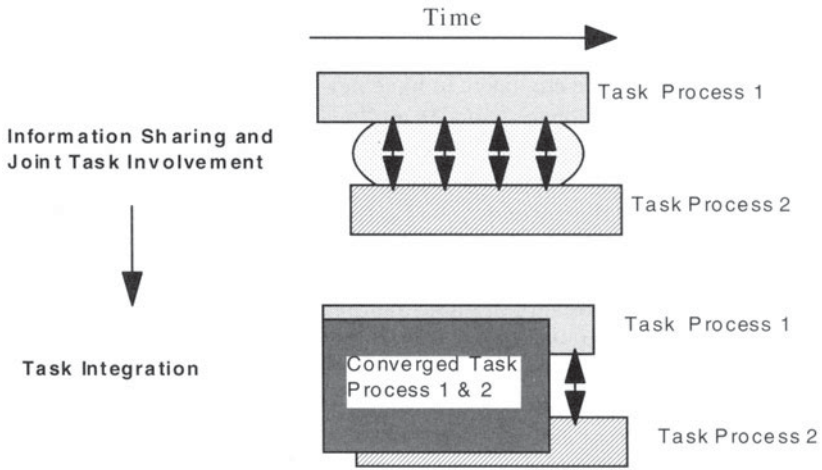 Time
Task Process 1
Information Sharing and
Joint Task Involvement
Task Process 2
Task Process 1
Task Integration
Converged Task
Process 1 & 2
Task Process 2